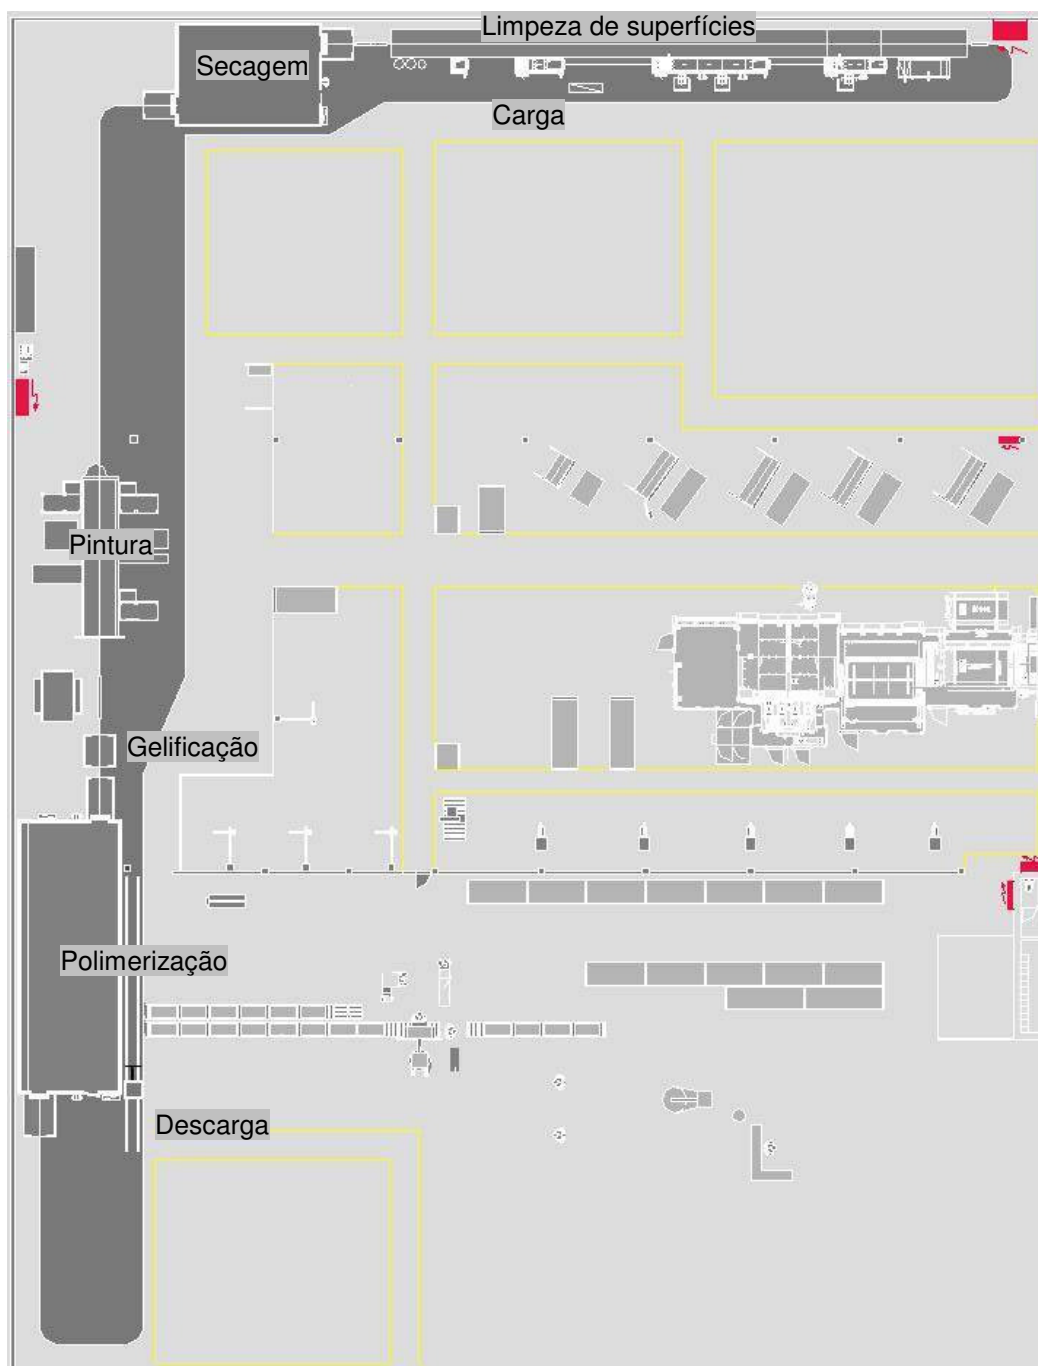 Limpeza de superfícies
Secagem
Carga
Pintura
Gelificação
Polimerização
Descarga